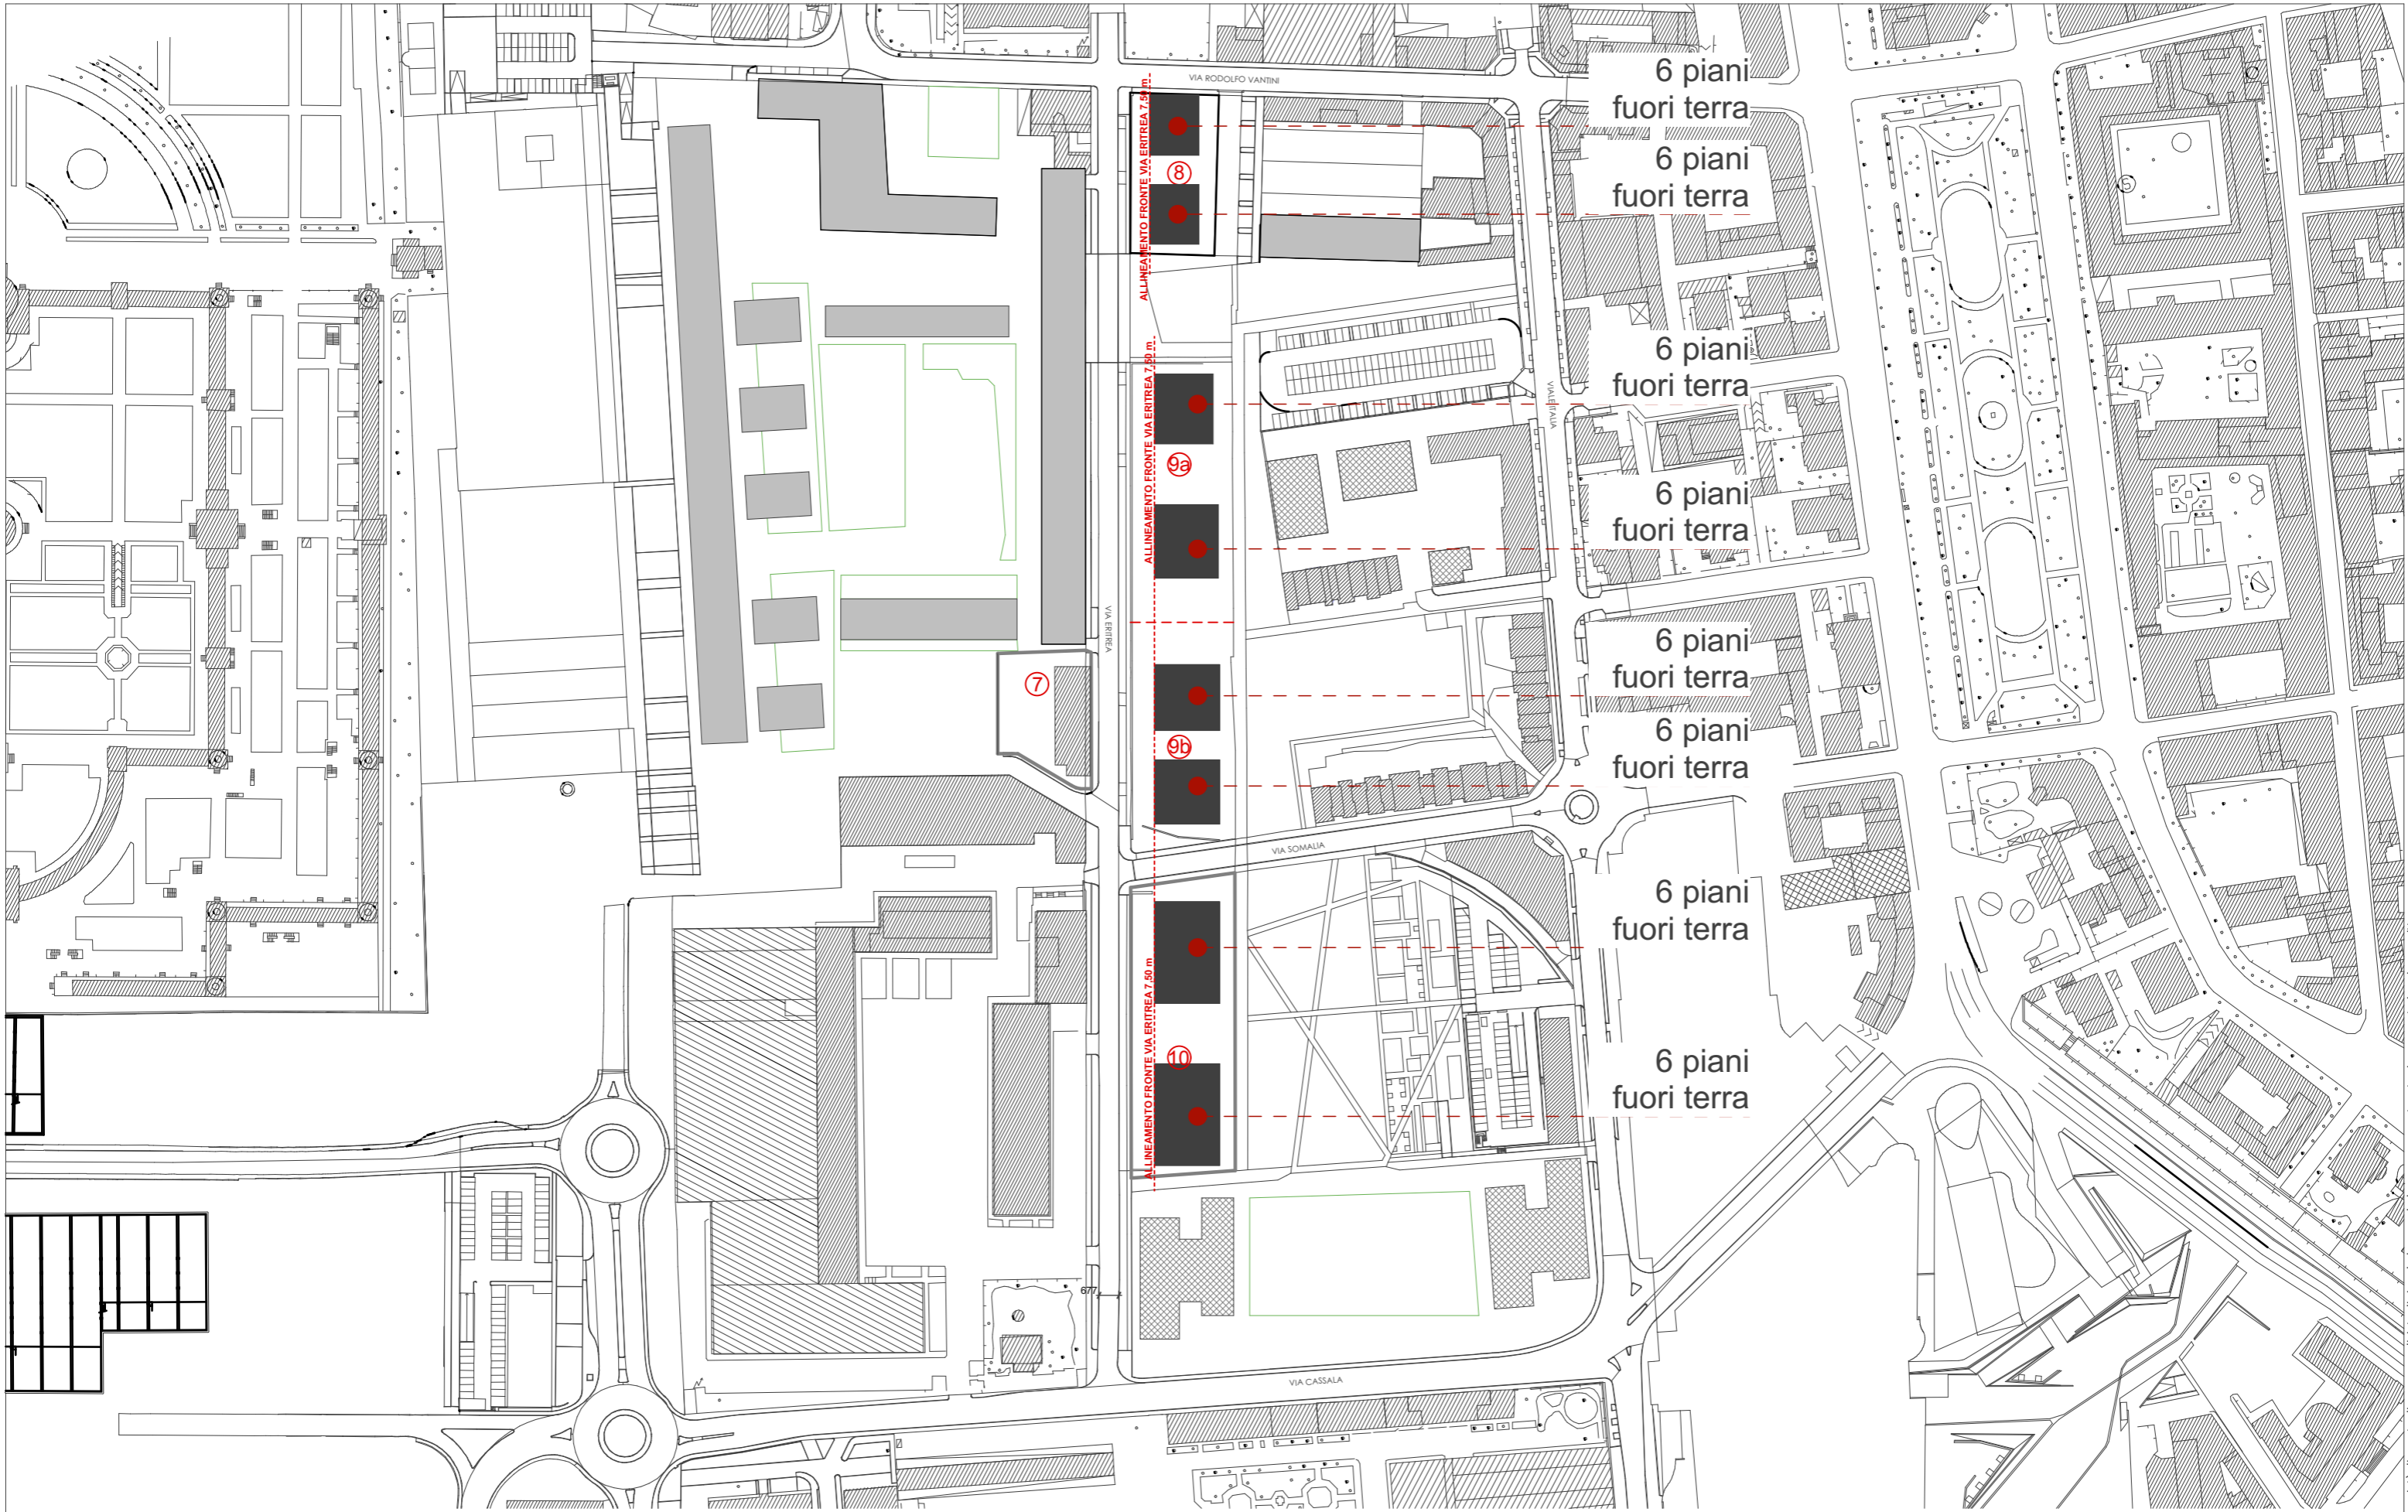 VIA RODOLFO VANTINI
6 piani
fuori terra
ALLINEAMENTO FRONTE VIA ERITREA 7,50 m
8
6 piani
fuori terra
6 piani
fuori terra
ALLINEAMENTO FRONTE VIA ERITREA 7,50 m
VIALE ITALIA
9a
6 piani
fuori terra
VIA ERITREA
7
6 piani
fuori terra
9b
6 piani
fuori terra
VIA SOMALIA
6 piani
fuori terra
ALLINEAMENTO FRONTE VIA ERITREA 7,50 m
10
6 piani
fuori terra
677
VIA CASSALA